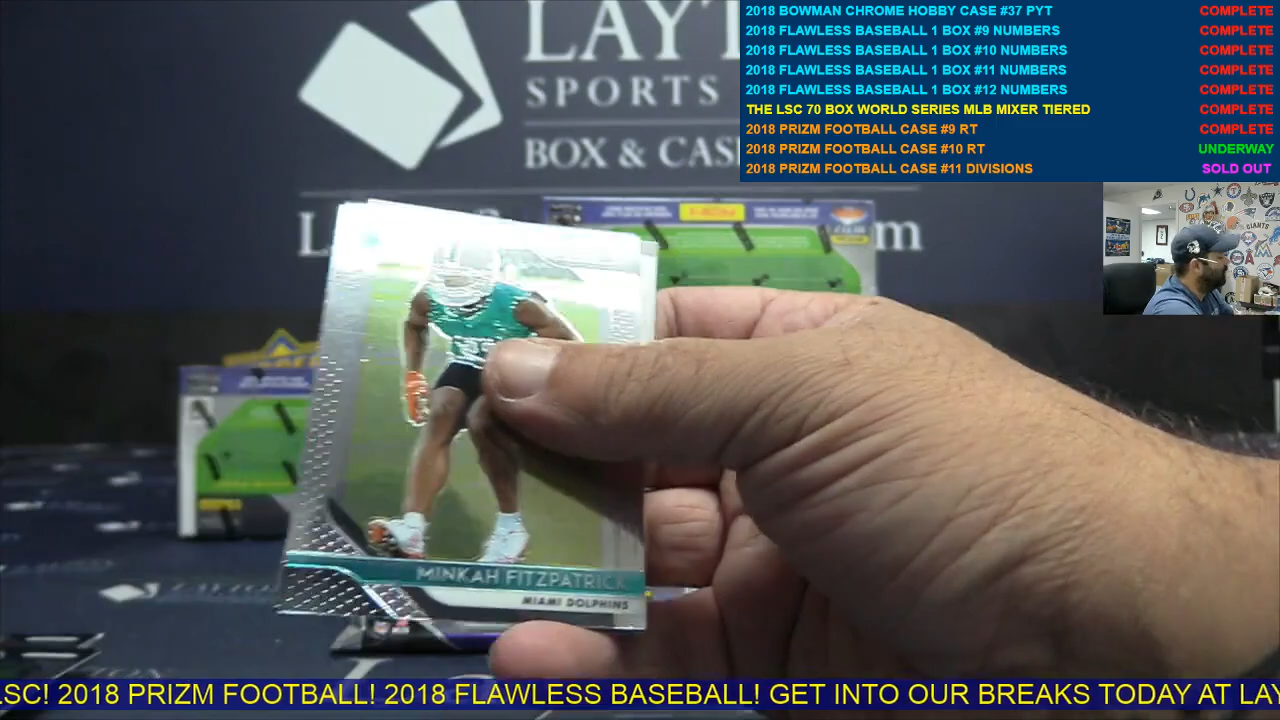 LAYT
SPORTS
BOX & CAS
2018 BOWMAN CHROME HOBBY CASE #37 PYT COMPLETE
2018 FLAWLESS BASEBALL 1 BOX #9 NUMBERS COMPLETE
2018 FLAWLESS BASEBALL 1 BOX #10 NUMBERS COMPLETE
2018 FLAWLESS BASEBALL 1 BOX #11 NUMBERS COMPLETE
2018 FLAWLESS BASEBALL 1 BOX #12 NUMBERS COMPLETE
THE LSC 70 BOX WORLD SERIES MLB MIXER TIERED COMPLETE
2018 PRIZM FOOTBALL CASE #9 RT COMPLETE
2018 PRIZM FOOTBALL CASE #10 RT UNDERWAY
2018 PRIZM FOOTBALL CASE #11 DIVISIONS SOLD OUT
GIANTS
MINKAH FITZPATRICK
MIAMI DOLPHINS
LSC! 2018 PRIZM FOOTBALL! 2018 FLAWLESS BASEBALL! GET INTO OUR BREAKS TODAY AT LAY